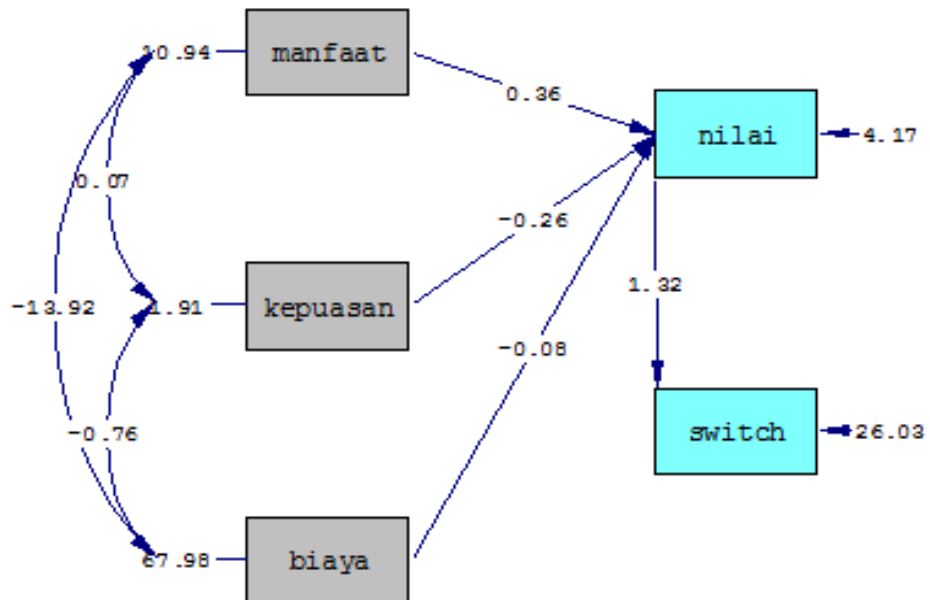 10.94
manfaat
0.36
nilai
4.17
0.07
-0.26
1.32
-13.92
1.91
kepuasan
-0.08
-0.76
switch
26.03
67.98
biaya